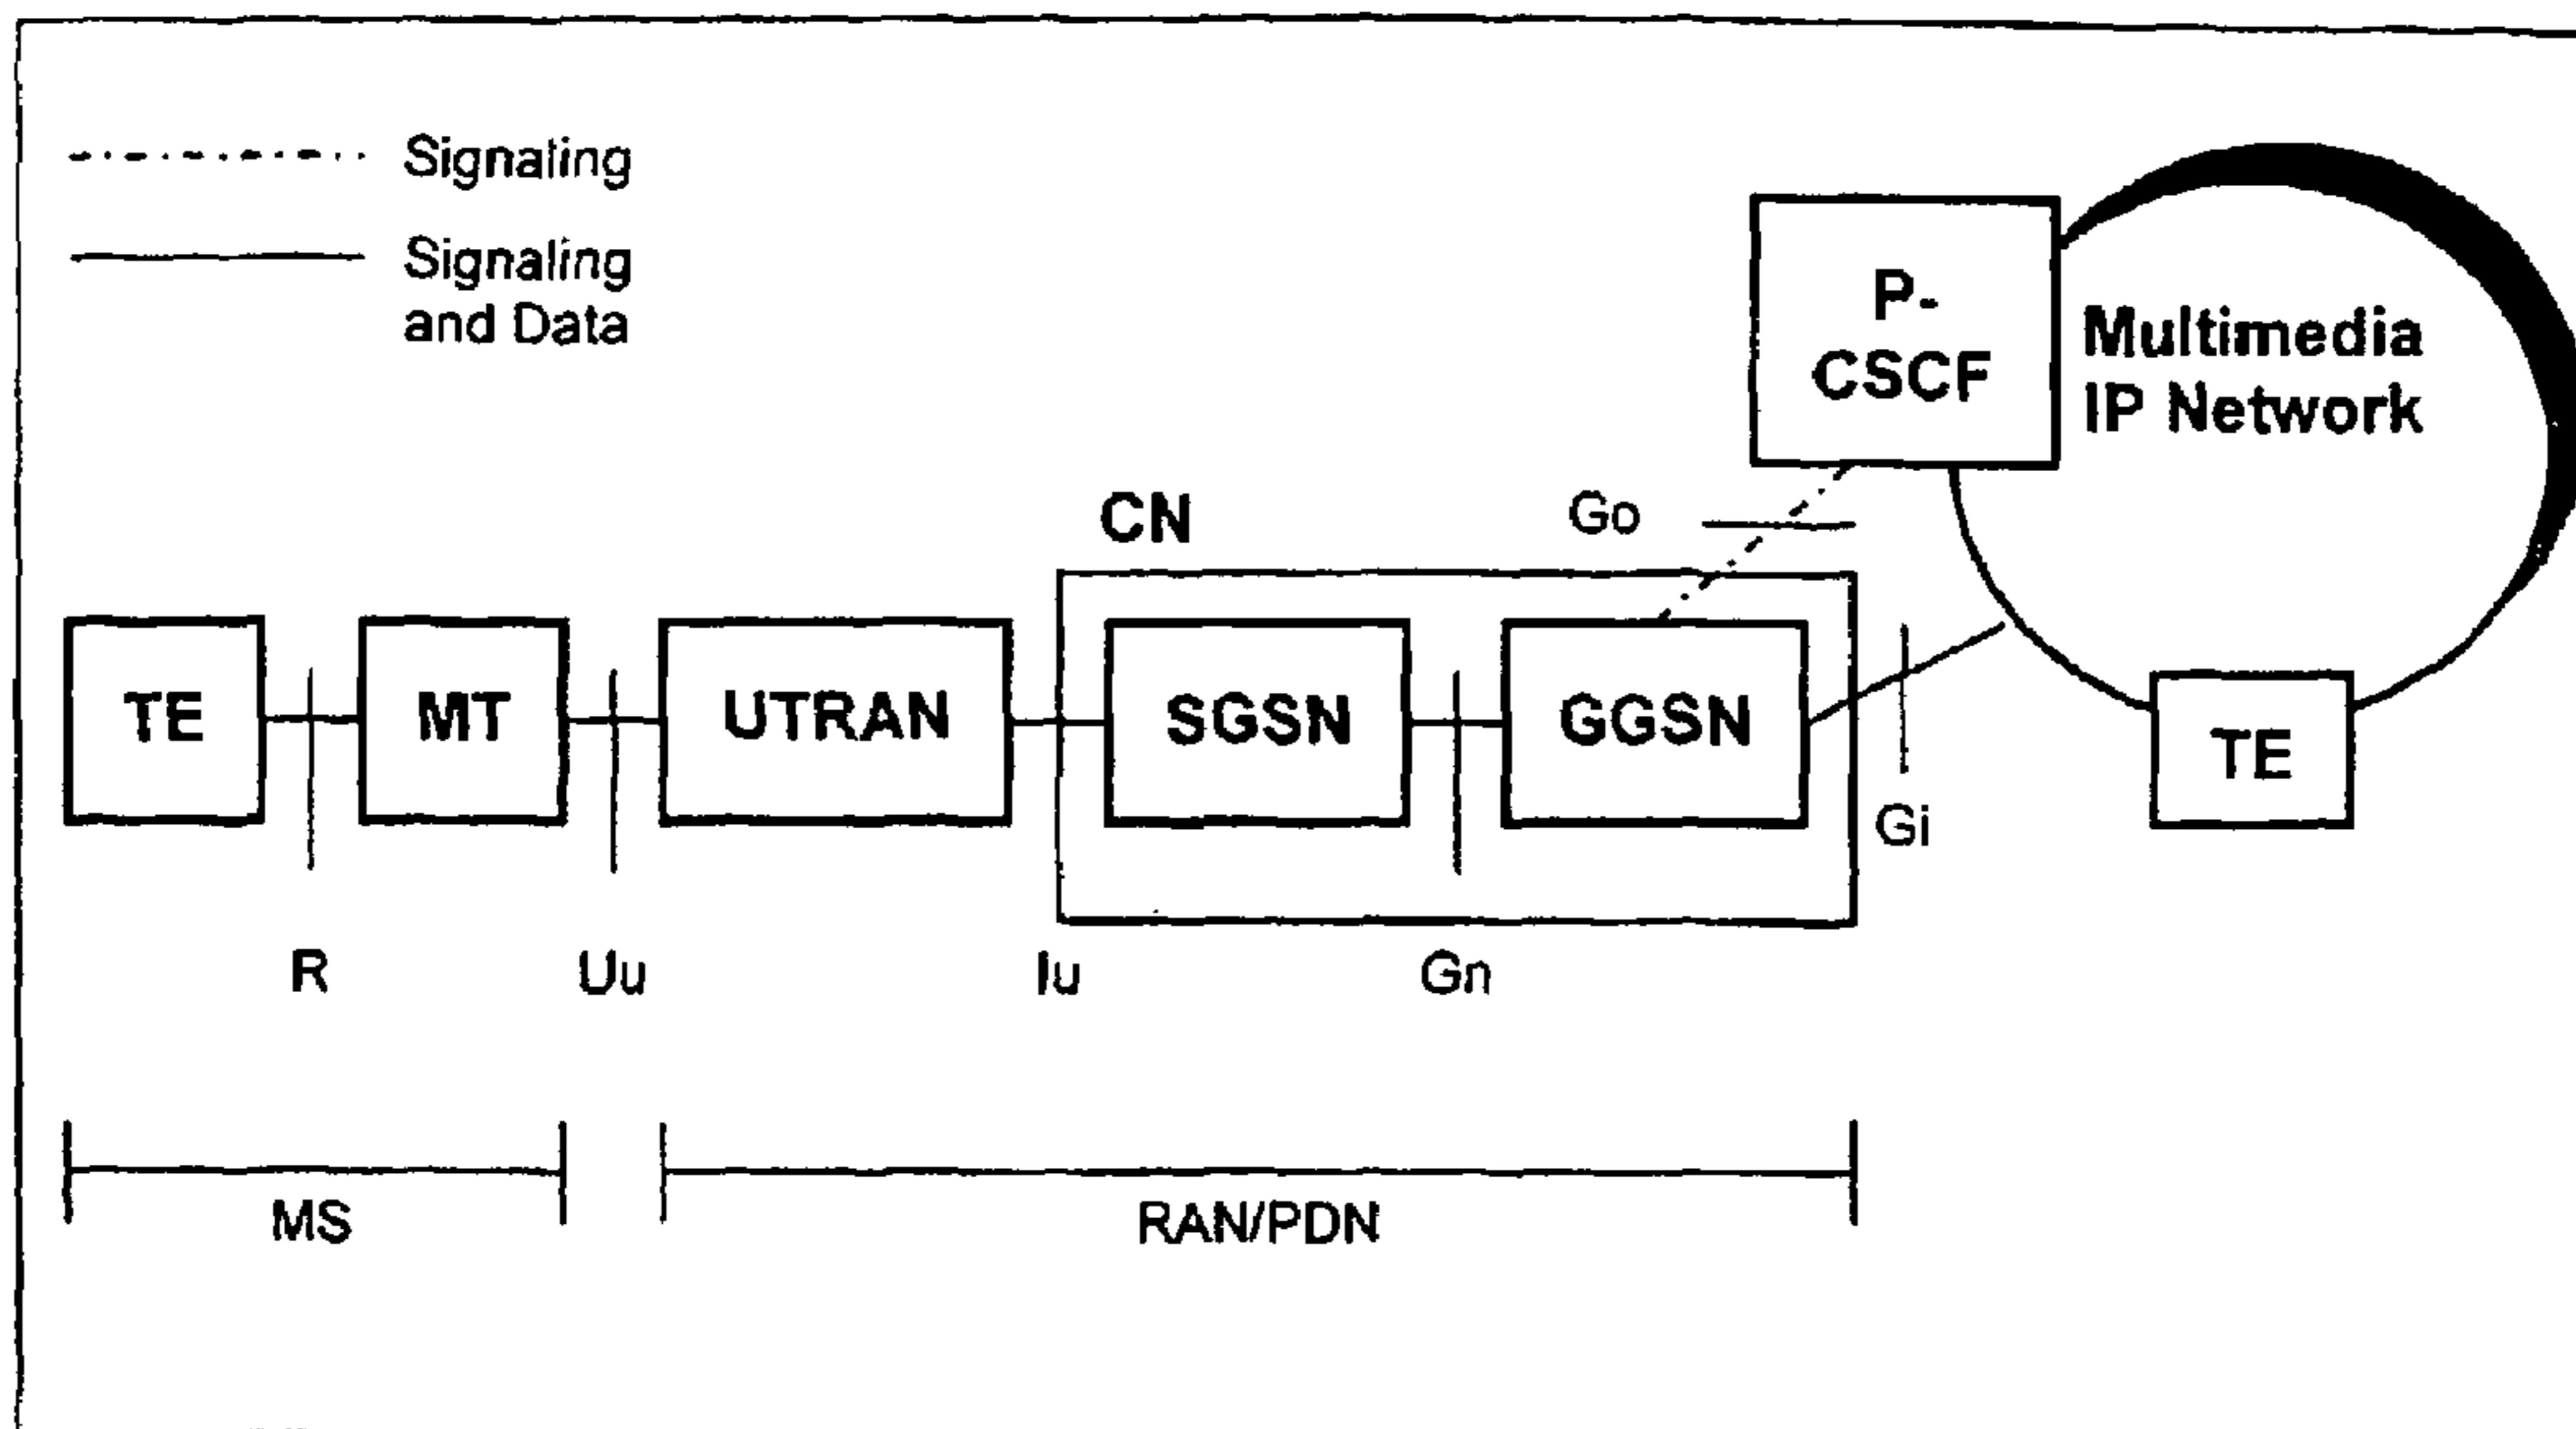 Signaling
Signaling
and Data
P-
CSCF
Multimedia
IP Network
CN
Go
TE
MT
UTRAN
SGSN
GGSN
TE
Gi
R
Uu
Iu
Gn
MS
RAN/PDN